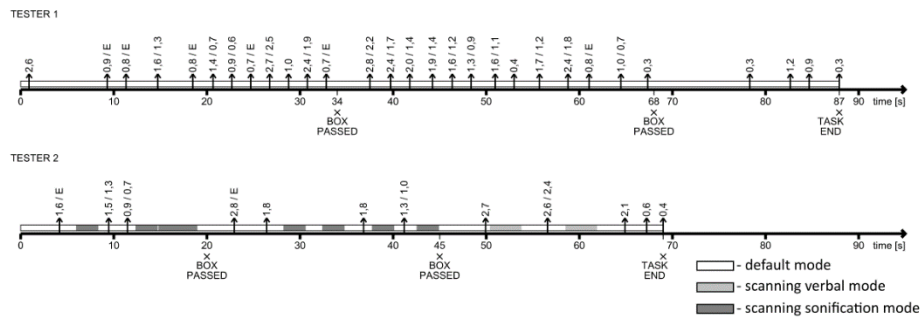 TESTER 1
2,6 0,9 / E 0,8 / E 1,6 / 1,3 0,8 / E 1,4 / 0,7 0,9 / 0,6 0,7 / E 2,7 / 2,5 1,0 2,4 / 1,9 0,7 / E 2,8 / 2,2 2,4 / 1,7 2,0 / 1,4 1,9 / 1,4 1,6 / 1,2 1,3 / 0,9 1,6 / 1,1 0,4 1,7 / 1,2 2,4 / 1,8 0,8 / E 1,0 / 0,7 0,3 0,3 1,2 0,9 0,3
0 10 20 30 34 40 50 60 68 70 80 87 90 time [s]
BOX PASSED
BOX PASSED
TASK END
TESTER 2
1,6 / E 1,5 / 1,3 0,9 / 0,7 2,8 / E 1,8 1,8 1,3 / 1,0 2,7 2,6 / 2,4 2,1 0,6 0,4
0 10 20 30 40 45 50 60 70 80 90 time [s]
BOX PASSED
BOX PASSED
TASK END
- default mode
- scanning verbal mode
- scanning sonification mode